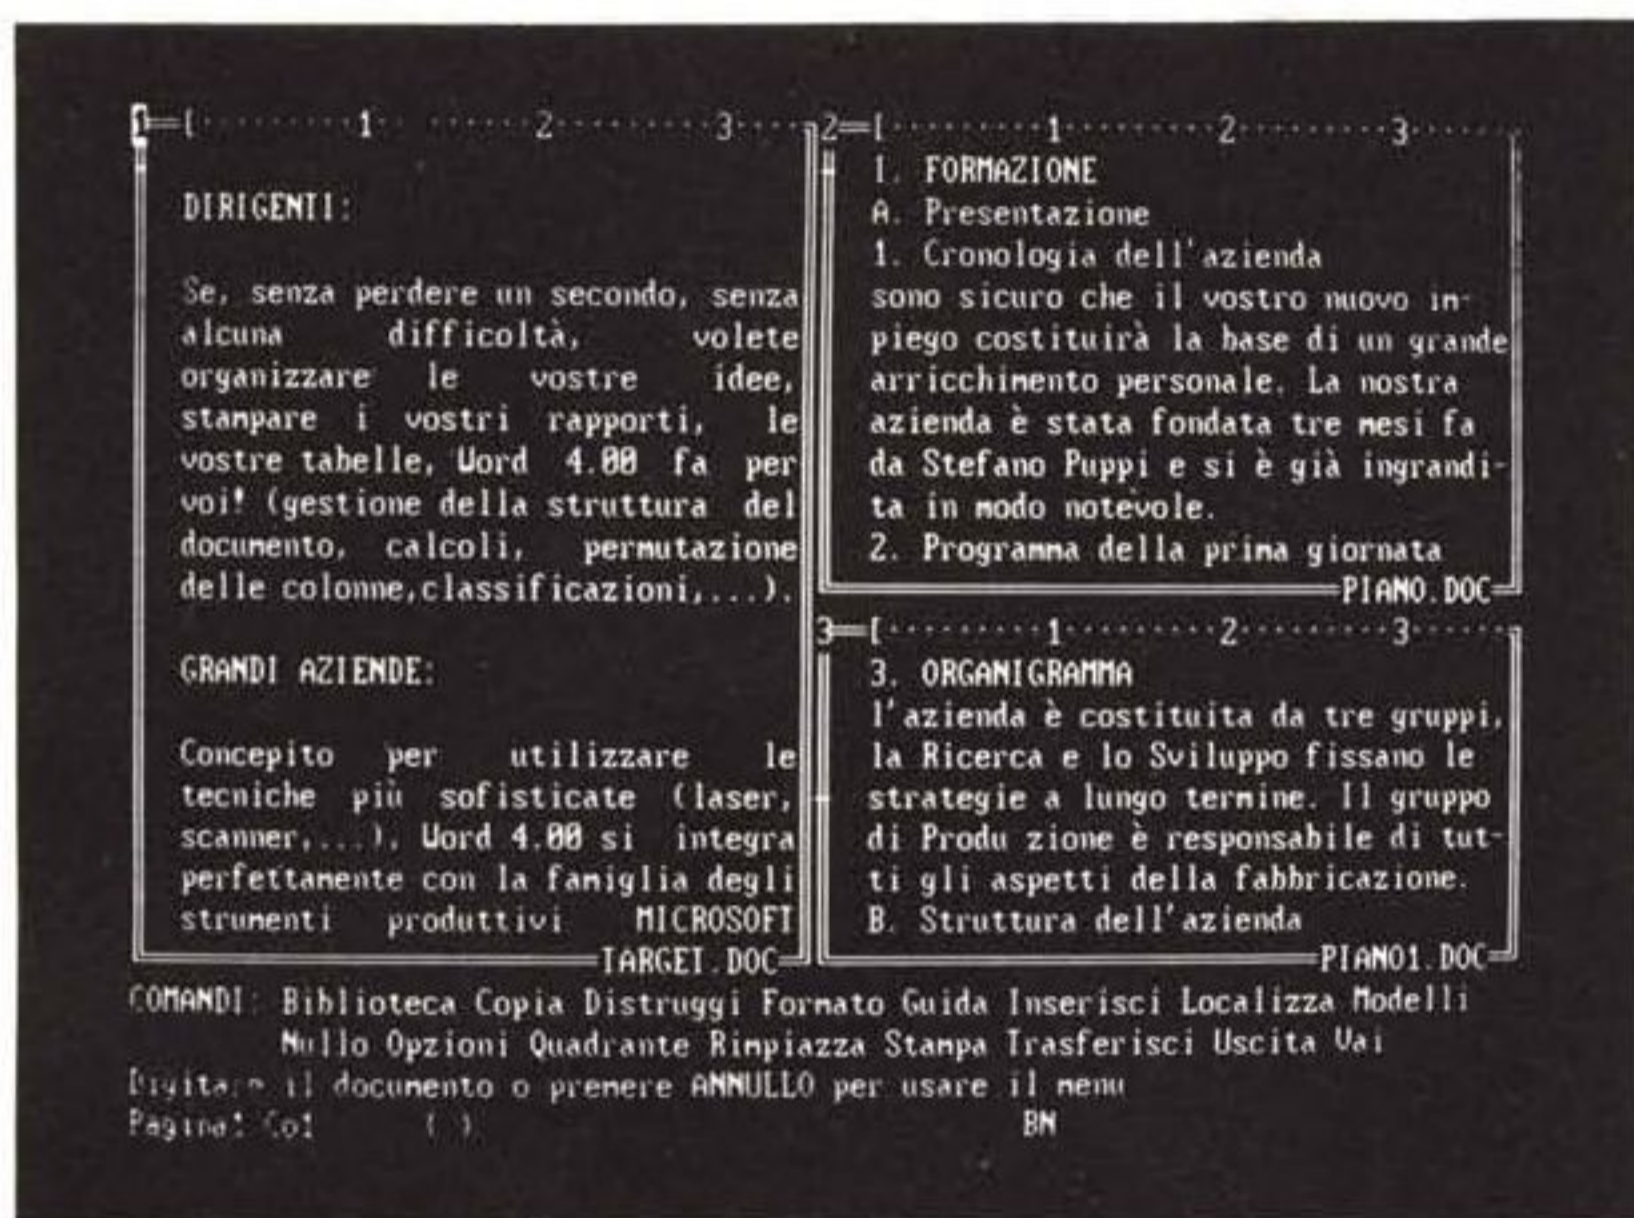 1=[·········1·········2·········3····
DIRIGENTI:
Se, senza perdere un secondo, senza
alcuna difficoltà, volete
organizzare le vostre idee,
stampare i vostri rapporti, le
vostre tabelle, Word 4.00 fa per
voi! (gestione della struttura del
documento, calcoli, permutazione
delle colonne,classificazioni,...).
GRANDI AZIENDE:
Concepito per utilizzare le
tecniche più sofisticate (laser,
scanner,...), Word 4.00 si integra
perfettamente con la famiglia degli
strumenti produttivi MICROSOFT
TARGET.DOC
2=[·········1·········2·········3······
1. FORMAZIONE
A. Presentazione
1. Cronologia dell'azienda
sono sicuro che il vostro nuovo im-
piego costituirà la base di un grande
arricchimento personale. La nostra
azienda è stata fondata tre mesi fa
da Stefano Puppi e si è già ingrandi-
ta in modo notevole.
2. Programma della prima giornata
PIANO.DOC
3=[·········1·········2·········3······
3. ORGANIGRAMMA
l'azienda è costituita da tre gruppi,
la Ricerca e lo Sviluppo fissano le
strategie a lungo termine. Il gruppo
di Produ zione è responsabile di tut-
ti gli aspetti della fabbricazione.
B. Struttura dell'azienda
PIANO1.DOC
COMANDI: Biblioteca Copia Distruggi Formato Guida Inserisci Localizza Modelli
Nullo Opzioni Quadrante Rimpiazza Stampa Trasferisci Uscita Vai
Digitare il documento o premere ANNULLO per usare il menu
Pagina1 Co1 ( ) BN